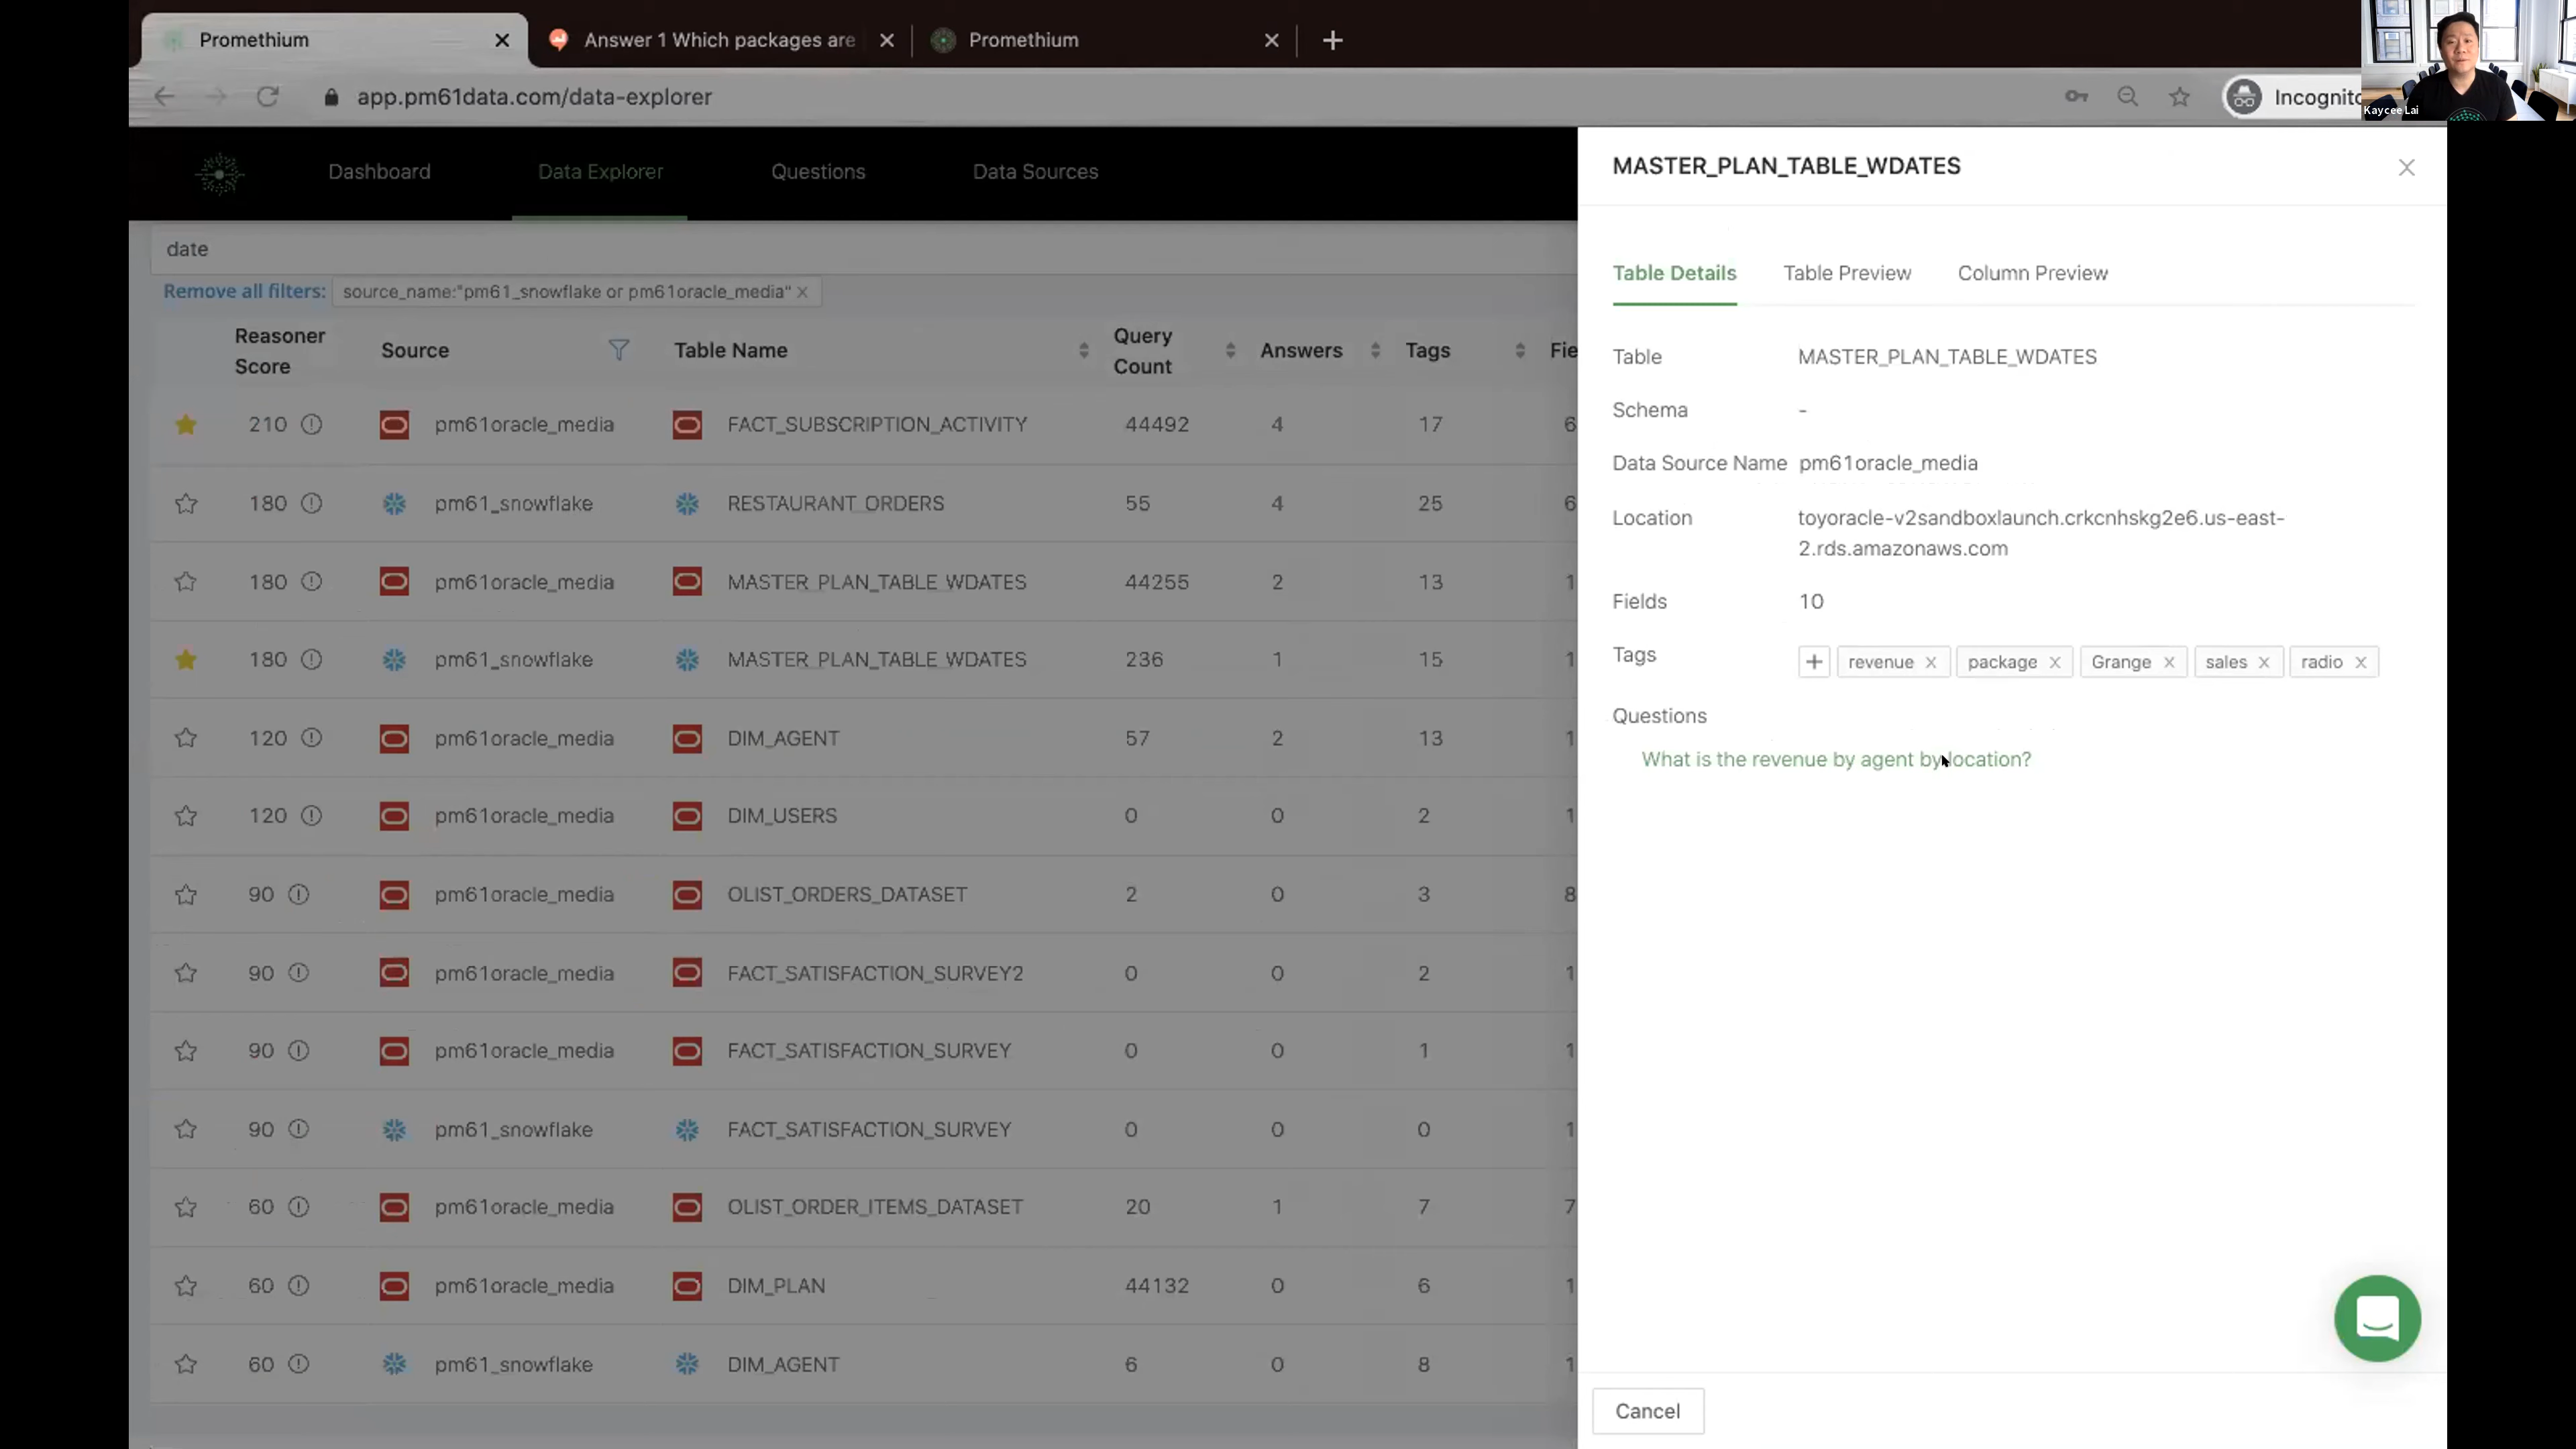 Promethium
Answer 1 Which packages are
Promethium
app.pm61data.com/data-explorer
Incognito
Kaycee Lai
Dashboard
Data Explorer
Questions
Data Sources
date
Remove all filters:
source_name:"pm61_snowflake or pm61oracle_media"
Reasoner Score
Source
Table Name
Query Count
Answers
Tags
Fie
210 pm61oracle_media FACT_SUBSCRIPTION_ACTIVITY 44492 4 17 6
180 pm61_snowflake RESTAURANT_ORDERS 55 4 25 6
180 pm61oracle_media MASTER_PLAN_TABLE_WDATES 44255 2 13 1
180 pm61_snowflake MASTER_PLAN_TABLE_WDATES 236 1 15 1
120 pm61oracle_media DIM_AGENT 57 2 13 1
120 pm61oracle_media DIM_USERS 0 0 2 1
90 pm61oracle_media OLIST_ORDERS_DATASET 2 0 3 8
90 pm61oracle_media FACT_SATISFACTION_SURVEY2 0 0 2 1
90 pm61oracle_media FACT_SATISFACTION_SURVEY 0 0 1 1
90 pm61_snowflake FACT_SATISFACTION_SURVEY 0 0 0 1
60 pm61oracle_media OLIST_ORDER_ITEMS_DATASET 20 1 7 7
60 pm61oracle_media DIM_PLAN 44132 0 6 1
60 pm61_snowflake DIM_AGENT 6 0 8 1
MASTER_PLAN_TABLE_WDATES
Table Details
Table Preview
Column Preview
Table MASTER_PLAN_TABLE_WDATES
Schema -
Data Source Name pm61oracle_media
Location toyoracle-v2sandboxlaunch.crkcnhskg2e6.us-east-
2.rds.amazonaws.com
Fields 10
Tags + revenue package Grange sales radio
Questions
What is the revenue by agent by location?
Cancel